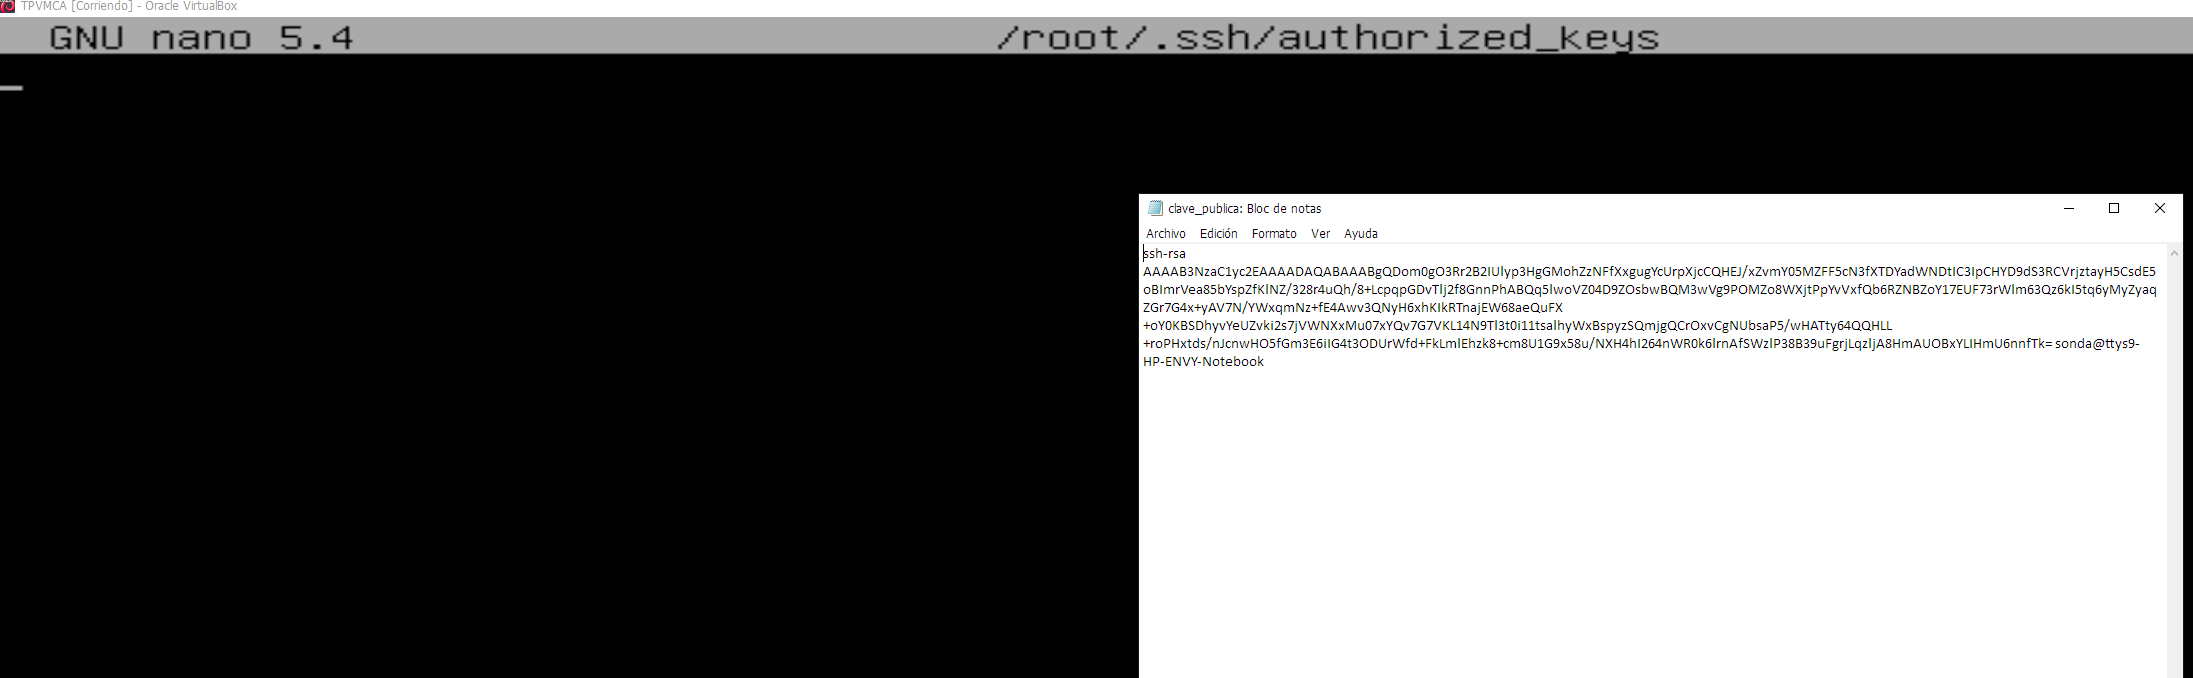 TPVMCA [Corriendo] - Oracle VirtualBox
GNU nano 5.4 /root/.ssh/authorized_keys
clave_publica: Bloc de notas
Archivo Edición Formato Ver Ayuda
ssh-rsa
AAAAB3NzaC1yc2EAAAADAQABAAABgQDom0gO3Rr2B2IUlyp3HgGMohZzNFfXxgugYcUrpXjcCQHEJ/xZvmY05MZFF5cN3fXTDYadWNDtIC3IpCHYD9dS3RCVrjztayH5CsdE5
oBImrVea85bYspZfKlNZ/328r4uQh/8+LcpqpGDvTlj2f8GnnPhABQq5lwoVZ04D9ZOsbwBQM3wVg9POMZo8WXjtPpYvVxfQb6RZNBZoY17EUF73rWlm63Qz6kI5tq6yMyZyaq
ZGr7G4x+yAV7N/YWxqmNz+fE4Awv3QNyH6xhKIkRTnajEW68aeQuFX
+oY0KBSDhyvYeUZvki2s7jVWNXxMu07xYQv7G7VKL14N9Tl3t0i11tsalhyWxBspyzSQmjgQCrOxvCgNUbsaP5/wHATty64QQHLL
+roPHxtds/nJcnwHO5fGm3E6iIG4t3ODUrWfd+FkLmlEhzk8+cm8U1G9x58u/NXH4hI264nWR0k6lrnAfSWzlP38B39uFgrjLqzljA8HmAUOBxYLIHmU6nnfTk= sonda@ttys9-
HP-ENVY-Notebook